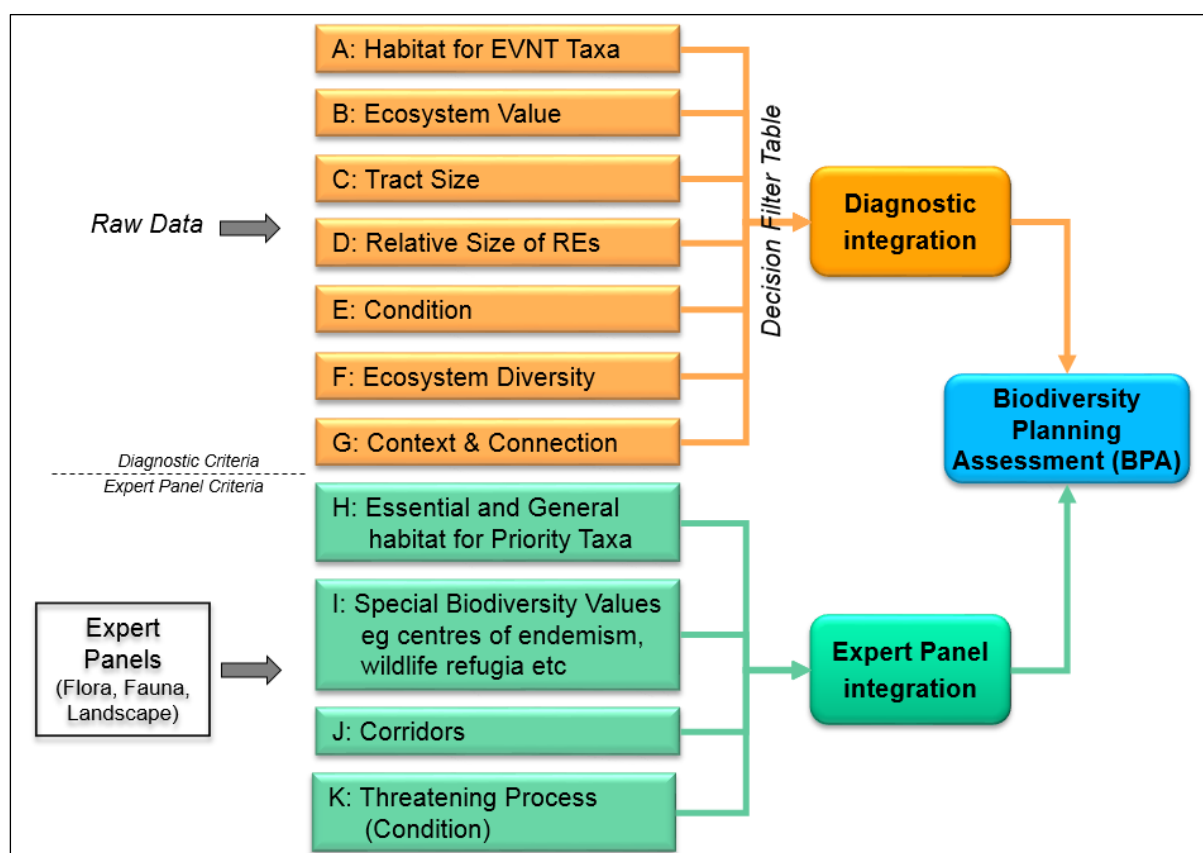 Raw Data
A: Habitat for EVNT Taxa
B: Ecosystem Value
C: Tract Size
D: Relative Size of REs
E: Condition
F: Ecosystem Diversity
G: Context & Connection
Decision Filter Table
Diagnostic
integration
Diagnostic Criteria
Expert Panel Criteria
Expert
Panels
(Flora, Fauna,
Landscape)
H: Essential and General
habitat for Priority Taxa
I: Special Biodiversity Values
eg centres of endemism,
wildlife refugia etc
J: Corridors
K: Threatening Process
(Condition)
Expert Panel
integration
Biodiversity
Planning
Assessment (BPA)